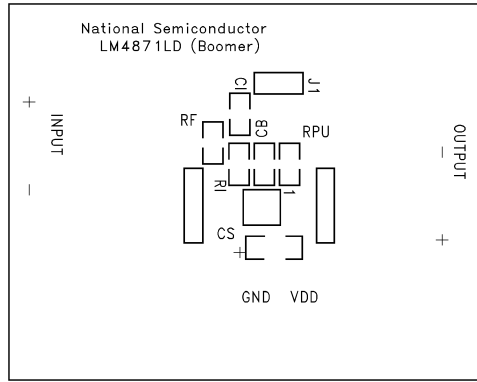 National Semiconductor
LM4871LD (Boomer)
CI
J1
+
RF
CB
RPU
INPUT
OUTPUT
-
-
RI
1
CS
+
+
GND VDD